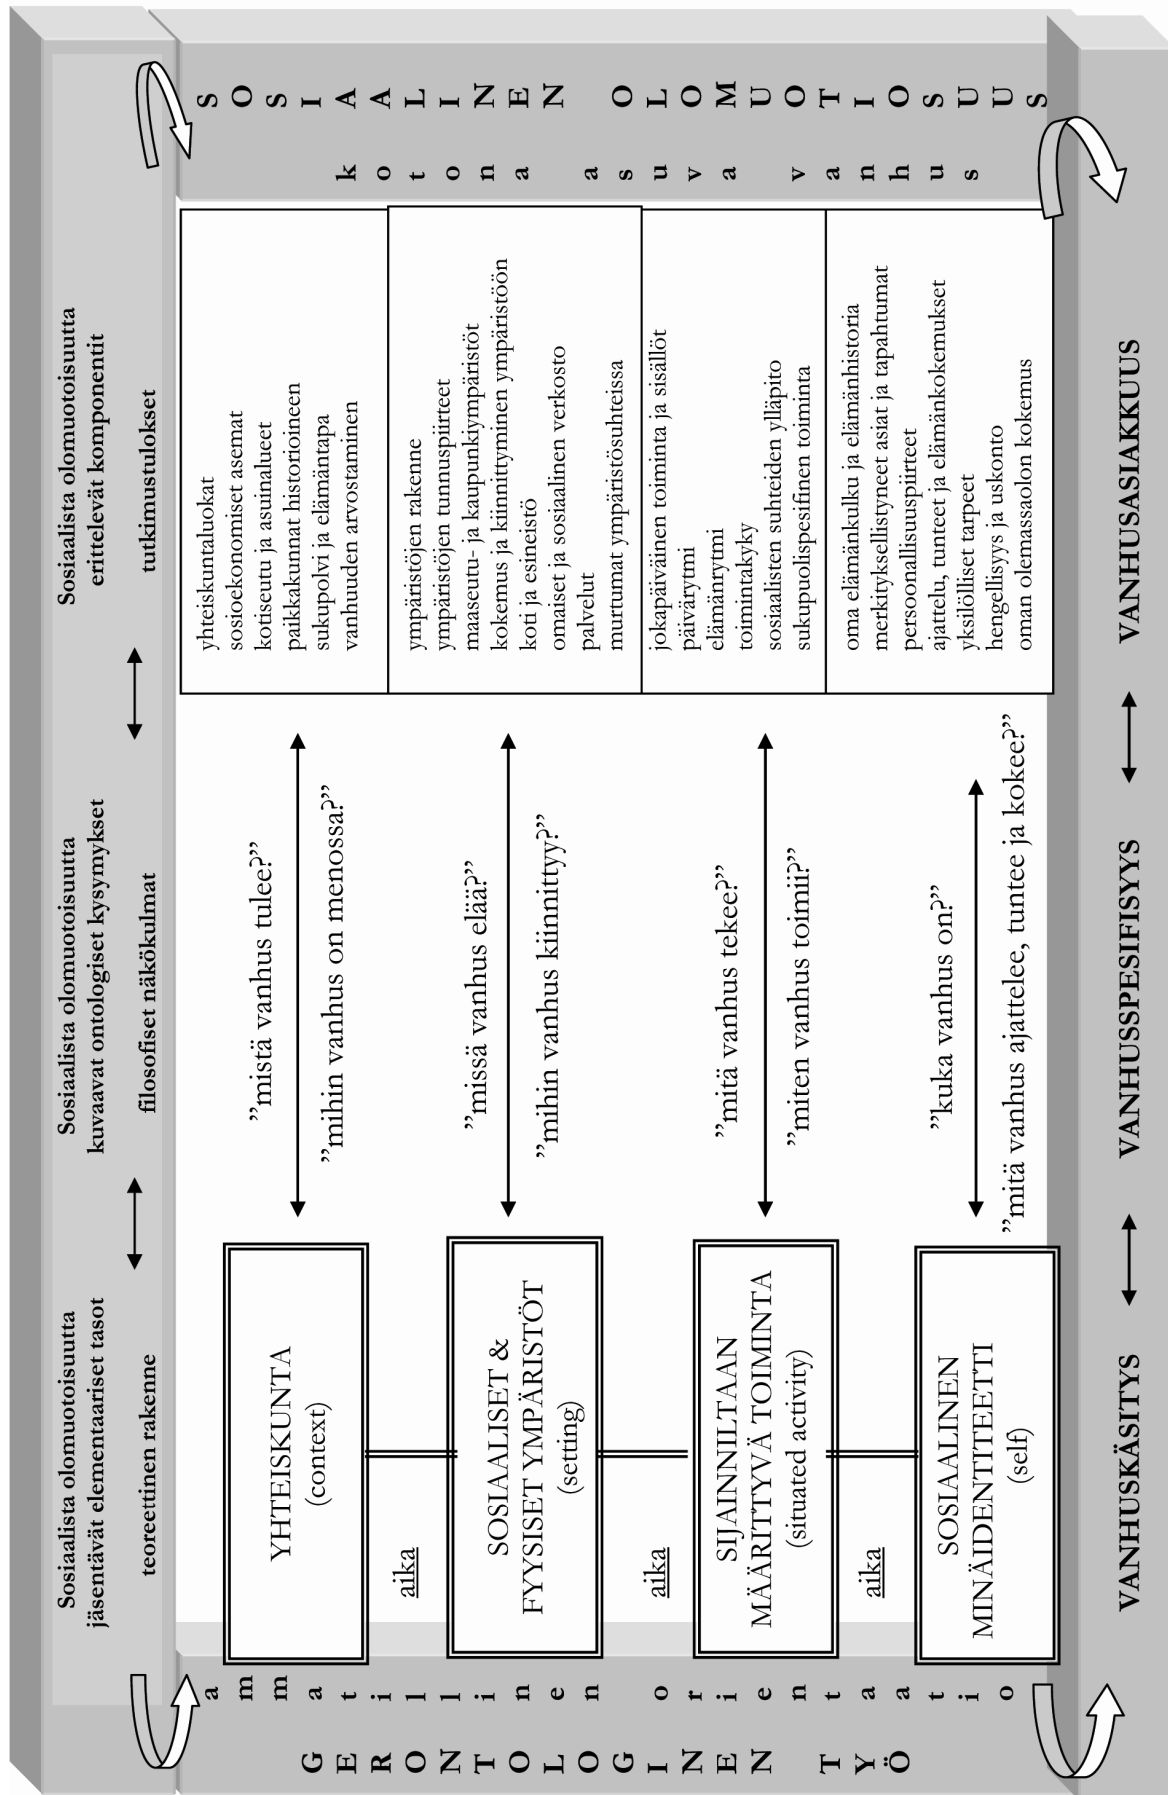 Sosiaalista olomuotoisuutta
jäsentävät elementaariset tasot
teoreettinen rakenne
Sosiaalista olomuotoisuutta
kuvaavat ontologiset kysymykset
filosofiset näkökulmat
Sosiaalista olomuotoisuutta
erittelevät komponentit
tutkimustulokset
GERONTOLOGINEN TYÖ
ammatillinen orientaatio
YHTEISKUNTA
(context)
aika
SOSIAALISET &
FYYSISET YMPÄRISTÖT
(setting)
aika
SIJAINNILTAAN
MÄÄRITTYVÄ TOIMINTA
(situated activity)
aika
SOSIAALINEN
MINÄIDENTITEETTI
(self)
”mistä vanhus tulee?”
”mihin vanhus on menossa?”
”missä vanhus elää?”
”mihin vanhus kiinnittyy?”
”mitä vanhus tekee?”
”miten vanhus toimii?”
”kuka vanhus on?”
”mitä vanhus ajattelee, tuntee ja kokee?”
yhteiskuntaluokat
sosioekonomiset asemat
kotiseutu ja asuinalueet
paikkakunnat historioineen
sukupolvi ja elämäntapa
vanhuuden arvostaminen
ympäristöjen rakenne
ympäristöjen tunnuspiirteet
maaseutu- ja kaupunkiympäristöt
kokemus ja kiinnittyminen ympäristöön
koti ja esineistö
omaiset ja sosiaalinen verkosto
palvelut
murtumat ympäristösuhteissa
jokapäiväinen toiminta ja sisällöt
päivärytmi
elämänrytmi
toimintakyky
sosiaalisten suhteiden ylläpito
sukupuolispesifinen toiminta
oma elämänkulku ja elämänhistoria
merkityksellistyneet asiat ja tapahtumat
persoonallisuuspiirteet
ajattelu, tunteet ja elämänkokemukset
yksilölliset tarpeet
hengellisyys ja uskonto
oman olemassaolon kokemus
kotona asuva vanhus
SOSIAALINEN OLOMUOTIOSUUS
VANHUSKÄSITYS
VANHUSSPESIFISYYS
VANHUSASIAKKUUS